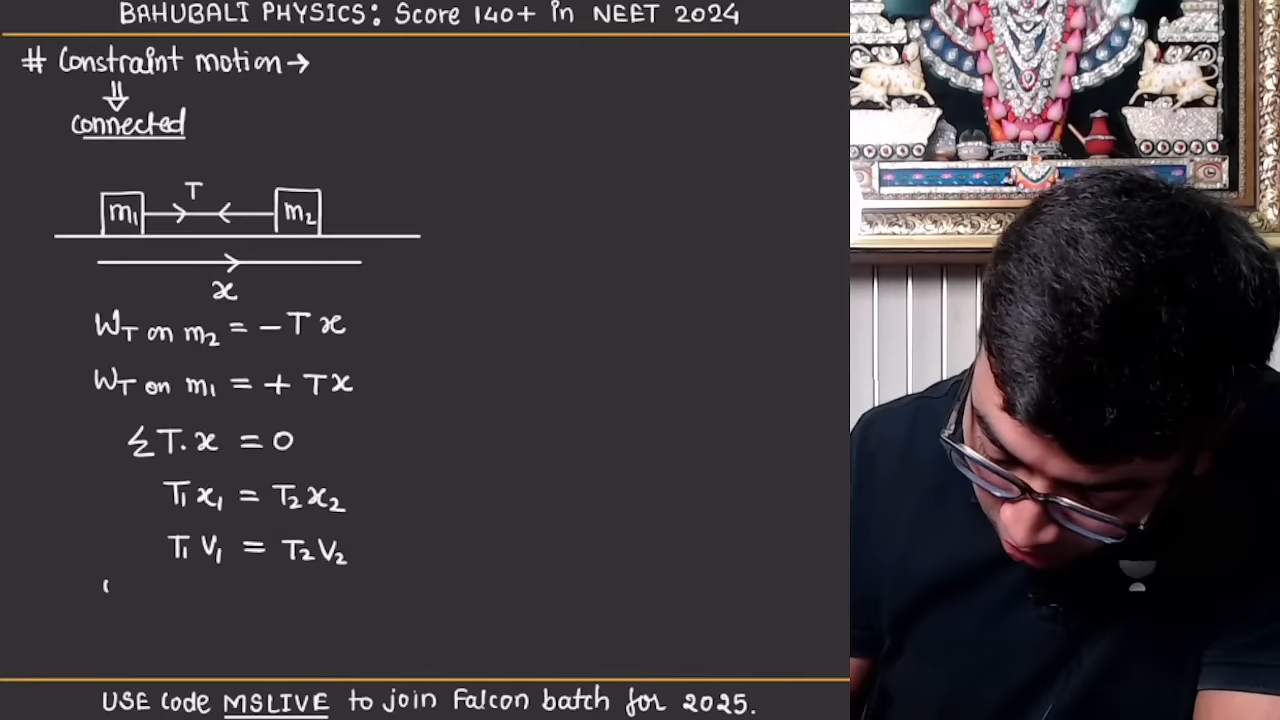 BAHUBALI PHYSICS: Score 140+ in NEET 2024
# Constraint motion →
⇓
connected
T
m₁ m₂
x
W_T on m₂ = − T x
W_T on m₁ = + T x
Σ T. x = 0
T₁ x₁ = T₂ x₂
T₁ V₁ = T₂ V₂
USE Code MSLIVE to join Falcon batch for 2025.